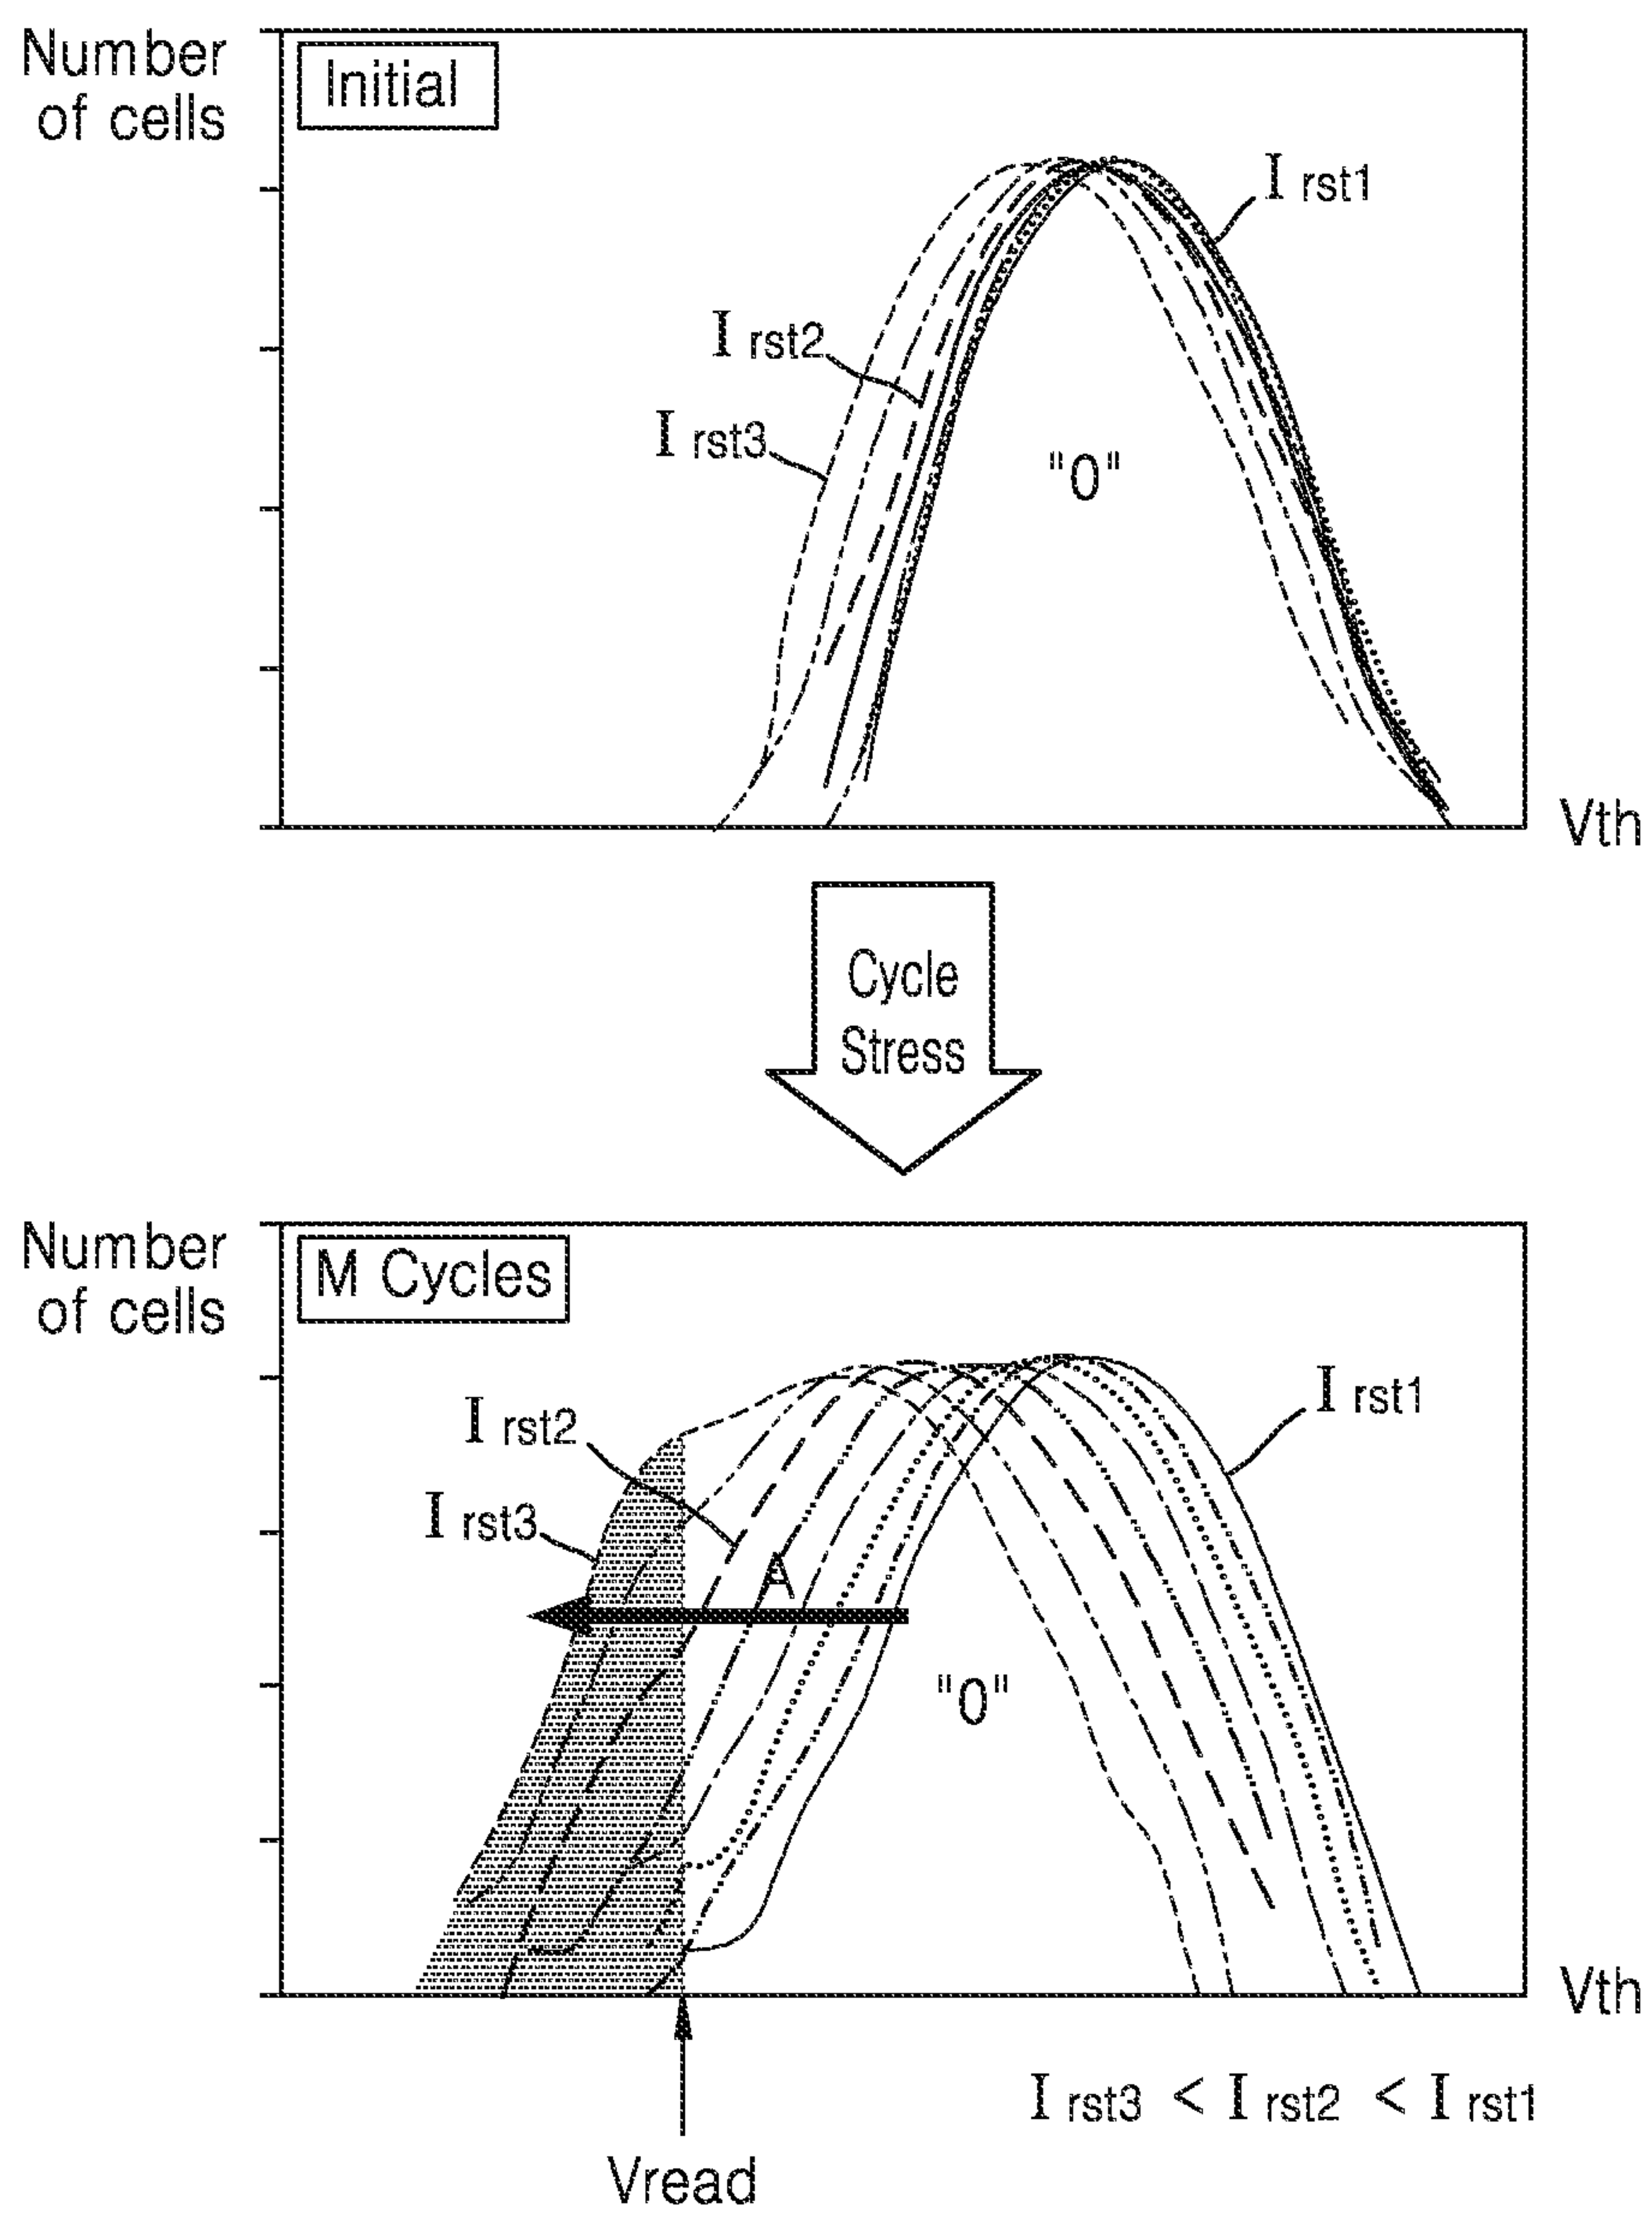 Number
of cells
Initial
I rst1
I rst2
I rst3
"0"
Vth
Cycle
Stress
Number
of cells
M Cycles
I rst1
I rst2
I rst3
A
"0"
Vth
I rst3 < I rst2 < I rst1
Vread